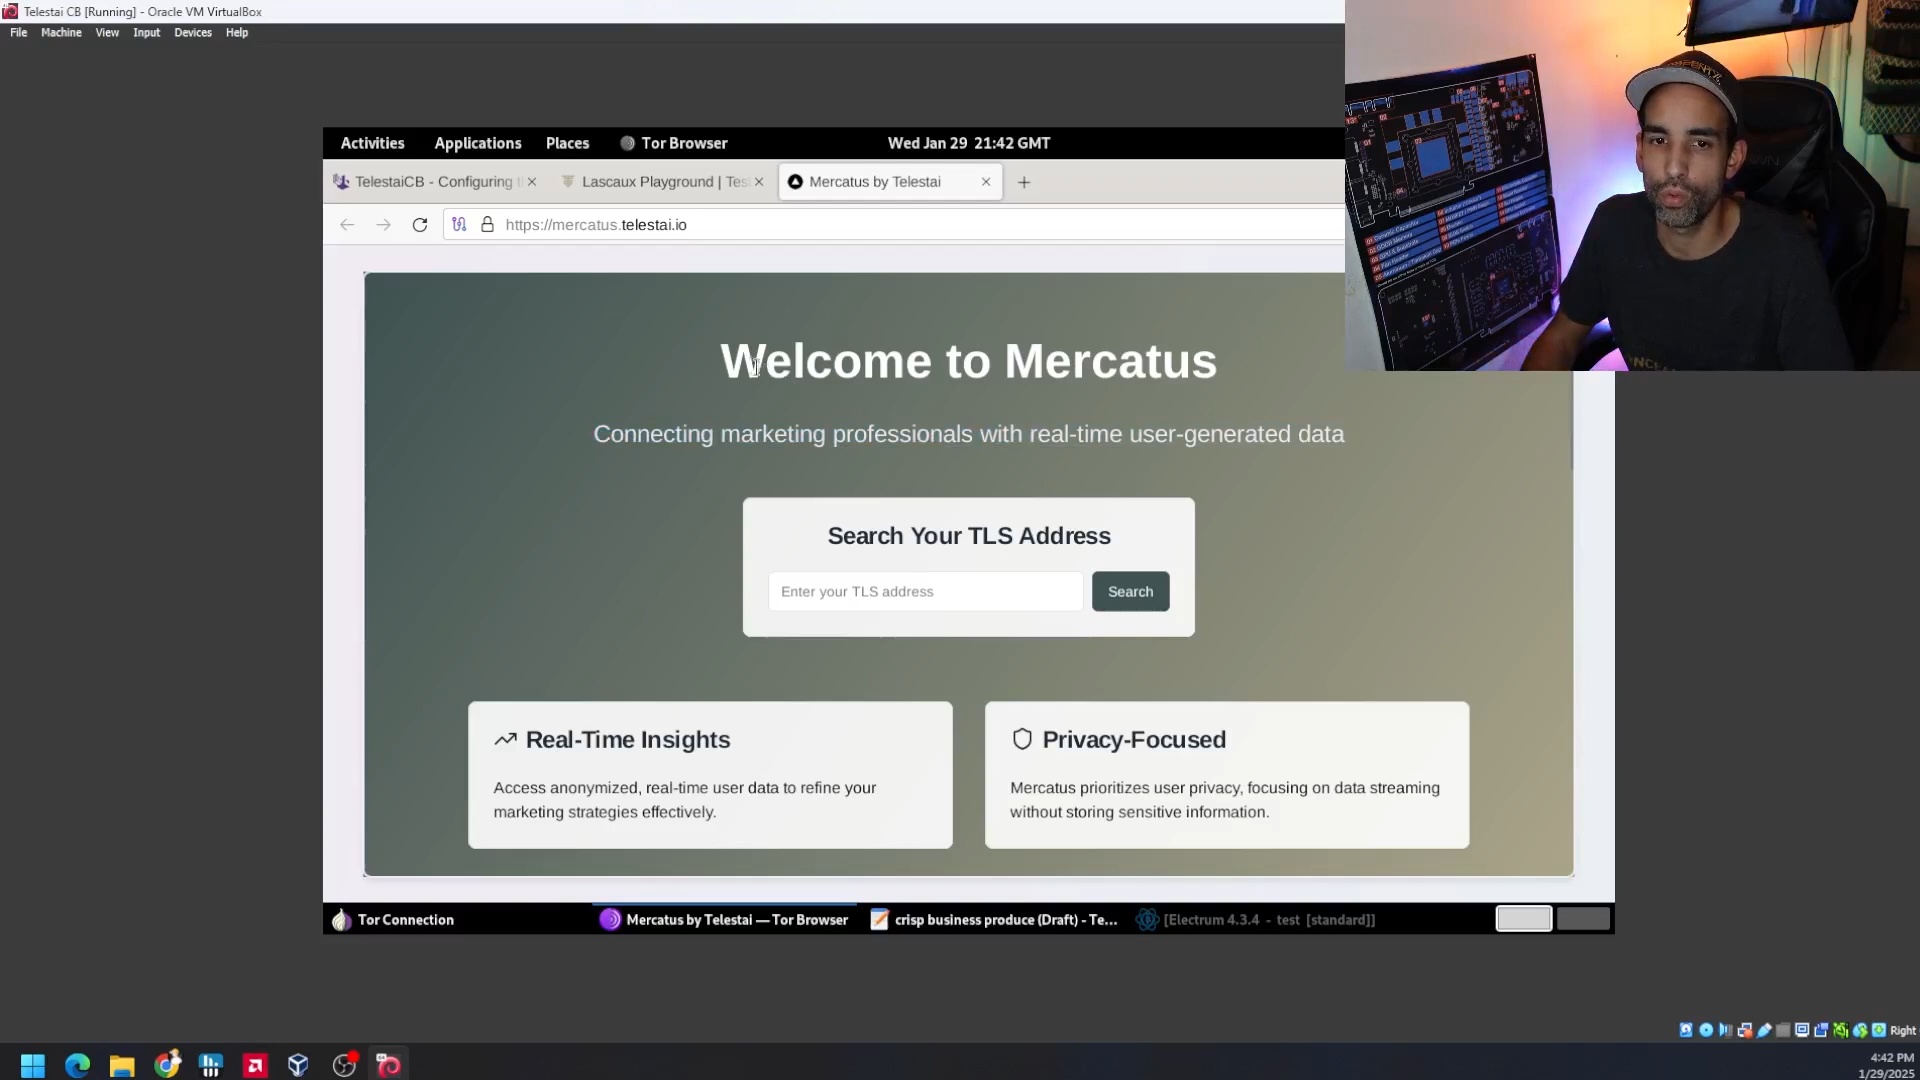 Telestai CB [Running] - Oracle VM VirtualBox
File Machine View Input Devices Help
Activities Applications Places Tor Browser Wed Jan 29 21:42 GMT
TelestaiCB - Configuring Lascaux Playground | Mercatus by Telestai
https://mercatus.telestai.io
Welcome to Mercatus
Connecting marketing professionals with real-time user-generated data
Search Your TLS Address
Enter your TLS address Search
Real-Time Insights
Access anonymized, real-time user data to refine your
marketing strategies effectively.
Privacy-Focused
Mercatus prioritizes user privacy, focusing on data streaming
without storing sensitive information.
Tor Connection Mercatus by Telestai — Tor Browser crisp business produce (Draft) - Te... [Electrum 4.3.4 - test [standard]]
Right
4:42 PM
1/29/2025